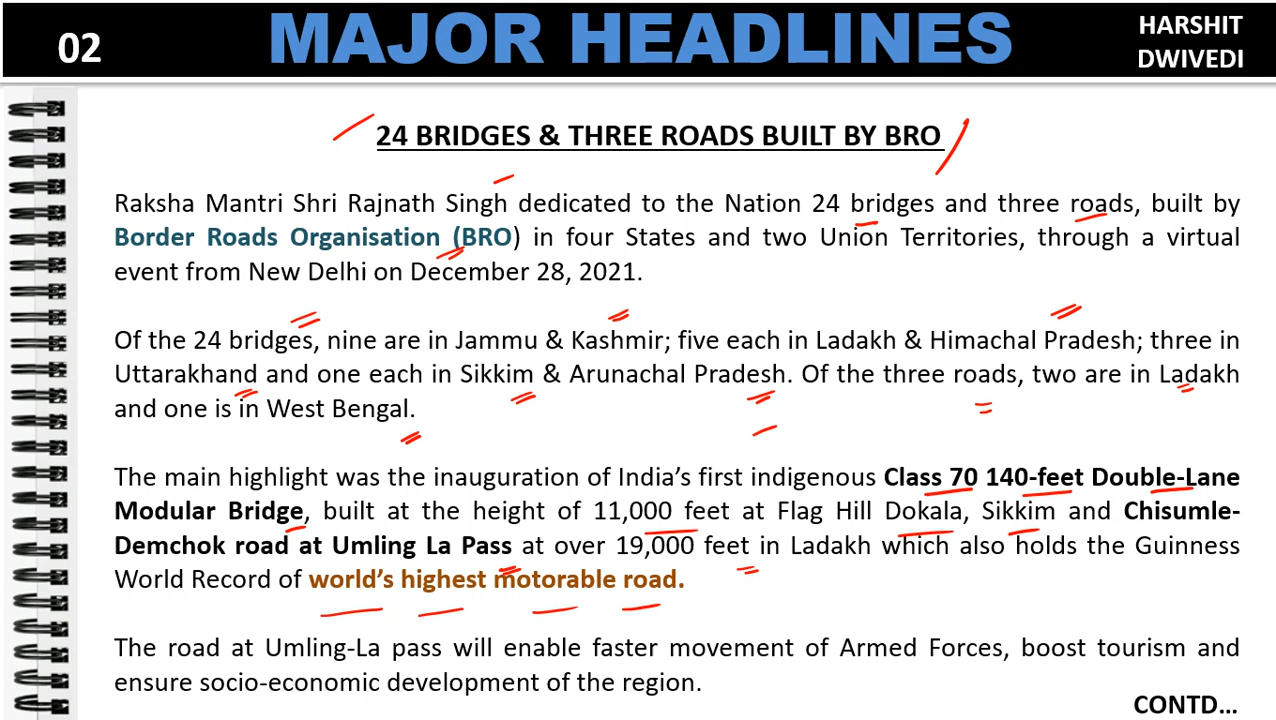 02
MAJOR HEADLINES
HARSHIT
DWIVEDI
24 BRIDGES & THREE ROADS BUILT BY BRO
Raksha Mantri Shri Rajnath Singh dedicated to the Nation 24 bridges and three roads, built by
Border Roads Organisation (BRO) in four States and two Union Territories, through a virtual
event from New Delhi on December 28, 2021.
Of the 24 bridges, nine are in Jammu & Kashmir; five each in Ladakh & Himachal Pradesh; three in
Uttarakhand and one each in Sikkim & Arunachal Pradesh. Of the three roads, two are in Ladakh
and one is in West Bengal.
The main highlight was the inauguration of India's first indigenous Class 70 140-feet Double-Lane
Modular Bridge, built at the height of 11,000 feet at Flag Hill Dokala, Sikkim and Chisumle-
Demchok road at Umling La Pass at over 19,000 feet in Ladakh which also holds the Guinness
World Record of world's highest motorable road.
The road at Umling-La pass will enable faster movement of Armed Forces, boost tourism and
ensure socio-economic development of the region.
CONTD...